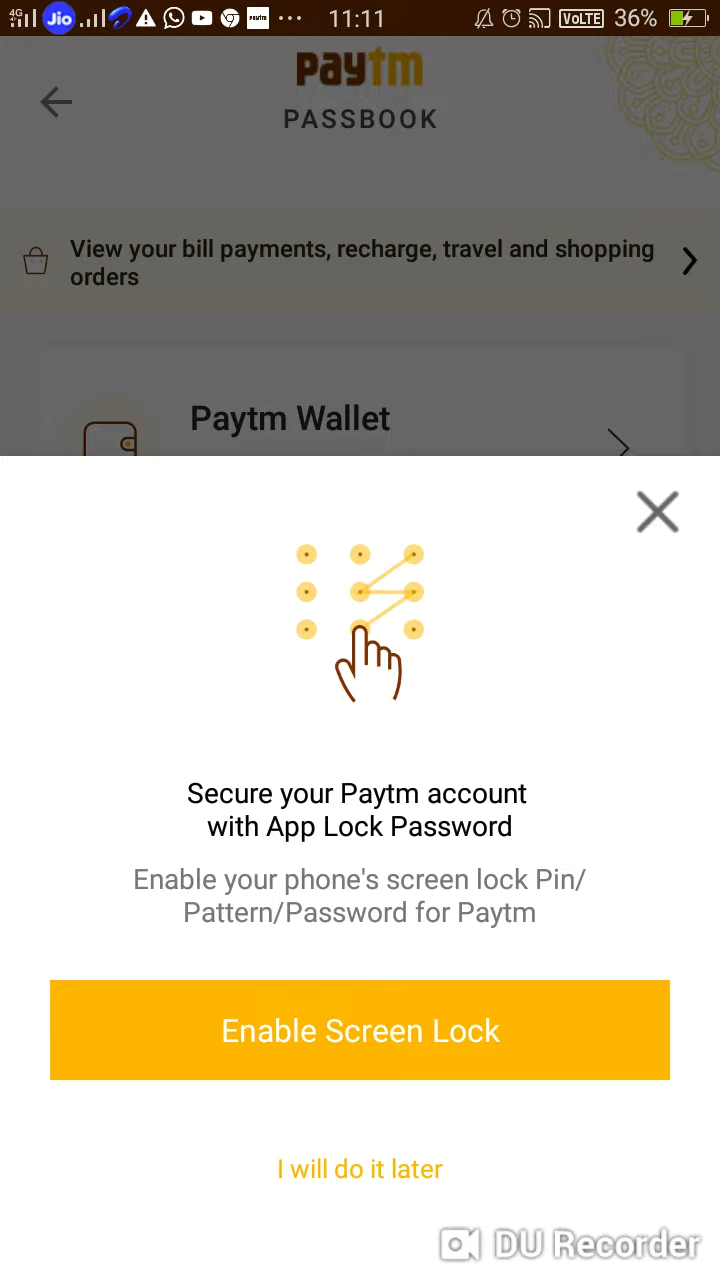 4G Jio paytm 11:11 VoLTE 36%
paytm
PASSBOOK
View your bill payments, recharge, travel and shopping
orders
Paytm Wallet
Secure your Paytm account
with App Lock Password
Enable your phone's screen lock Pin/
Pattern/Password for Paytm
Enable Screen Lock
I will do it later
DU Recorder